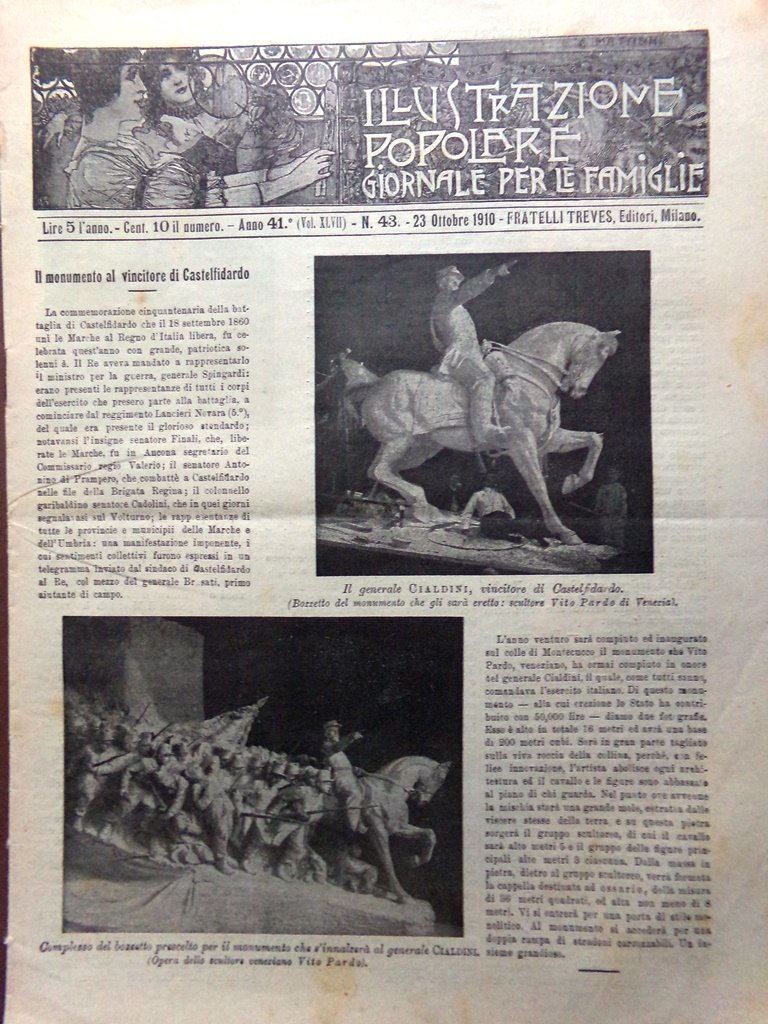 ILLUSTRAZIONE
POPOLARE
GIORNALE PER LE FAMIGLIE
Lire 5 l'anno. - Cent. 10 il numero. - Anno 41.° (Vol. XLVII) - N. 43. - 23 Ottobre 1910 - FRATELLI TREVES, Editori, Milano.
Il monumento al vincitore di Castelfidardo
La commemorazione cinquantenaria della bat-
taglia di Castelfidardo che il 18 settembre 1860
unì le Marche al Regno d'Italia libera, fu ce-
lebrata quest'anno con grande, patriotica so-
lenni à. Il Re aveva mandato a rappresentarlo
il ministro per la guerra, generale Spingardi:
erano presenti le rappresentanze di tutti i corpi
dell'esercito che presero parte alla battaglia, a
cominciare dal reggimento Lancieri Novara (5.°),
del quale era presente il glorioso stendardo;
notavansi l'insigne senatore Finali, che, libe-
rate le Marche, fu in Ancona segretario del
Commissario regio Valerio; il senatore Anto-
nino di Prampero, che combattè a Castelfidardo
nelle file della Brigata Regina; il colonnello
garibaldino senatore Cadolini, che in quei giorni
segnalavasi sul Volturno; le rappresentanze di
tutte le provincie e municipii delle Marche e
dell'Umbria: una manifestazione imponente, i
cui sentimenti collettivi furono espressi in un
telegramma inviato dal sindaco di Castelfidardo
al Re, col mezzo del generale Br sati, primo
aiutante di campo.
Il generale CIALDINI, vincitore di Castelfidardo.
(Bozzetto del monumento che gli sarà eretto: scultore Vito Pardo di Venezia).
L'anno venturo sarà compiuto ed inaugurato
sul colle di Montecucco il monumento che Vito
Pardo, veneziano, ha ormai compiuto in onore
del generale Cialdini, il quale, come tutti sanno,
comandava l'esercito italiano. Di questo monu-
mento — alla cui erezione lo Stato ha contri-
buito con 50,000 lire — diamo due fot grafie.
Esso è alto in totale 16 metri ed avrà una base
di 200 metri cubi. Sarà in gran parte tagliato
sulla viva roccia della collina, perchè, con fe-
lice innovazione, l'artista abolisce ogni archi-
tettura ed il cavallo e le figure sono abbassate
al piano di chi guarda. Nel punto ove avvenne
la mischia starà una grande mole, estratta dalle
viscere stesse della terra, e su questa pietra
sorgerà il gruppo scultoreo, di cui il cavallo
sarà alto metri 5 e il gruppo delle figure prin-
cipali alte metri 3 ciascuna. Dalla massa in
pietra, dietro al gruppo scultoreo, verrà formata
la cappella destinata ad ossario, della misura
di 36 metri quadrati, ed alta non meno di 8
metri. Vi si entrerà per una porta di stile mo-
nolitico. Al monumento si accederà per una
doppia rampa di stradoni carrozzabili. Un in-
sieme grandioso.
Complesso del bozzetto prescelto per il monumento che s'innalzerà al generale CIALDINI.
(Opera dello scultore veneziano Vito Pardo).